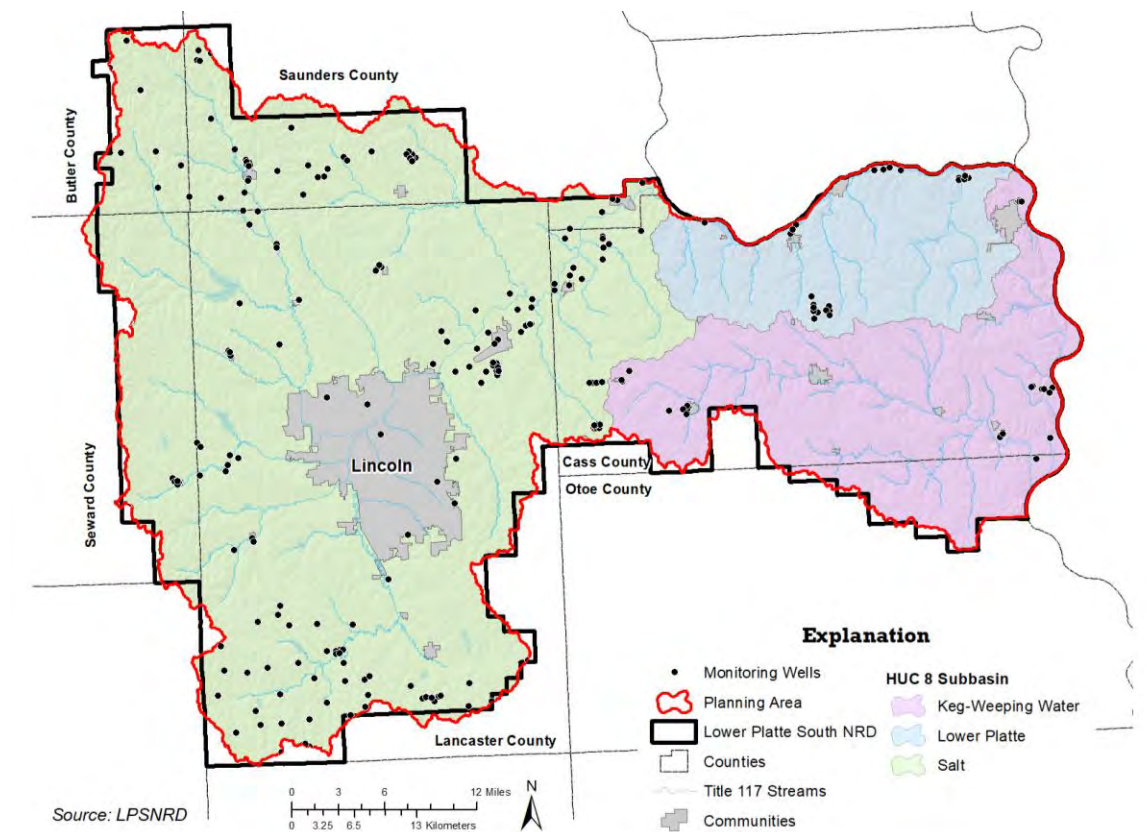 Saunders County
Butler County
Lincoln
Seward County
Cass County
Otoe County
Lancaster County
Explanation
Monitoring Wells
Planning Area
Lower Platte South NRD
Counties
Title 117 Streams
Communities
HUC 8 Subbasin
Keg-Weeping Water
Lower Platte
Salt
Source: LPSNRD
0 3 6 12 Miles
0 3.25 6.5 13 Kilometers
N